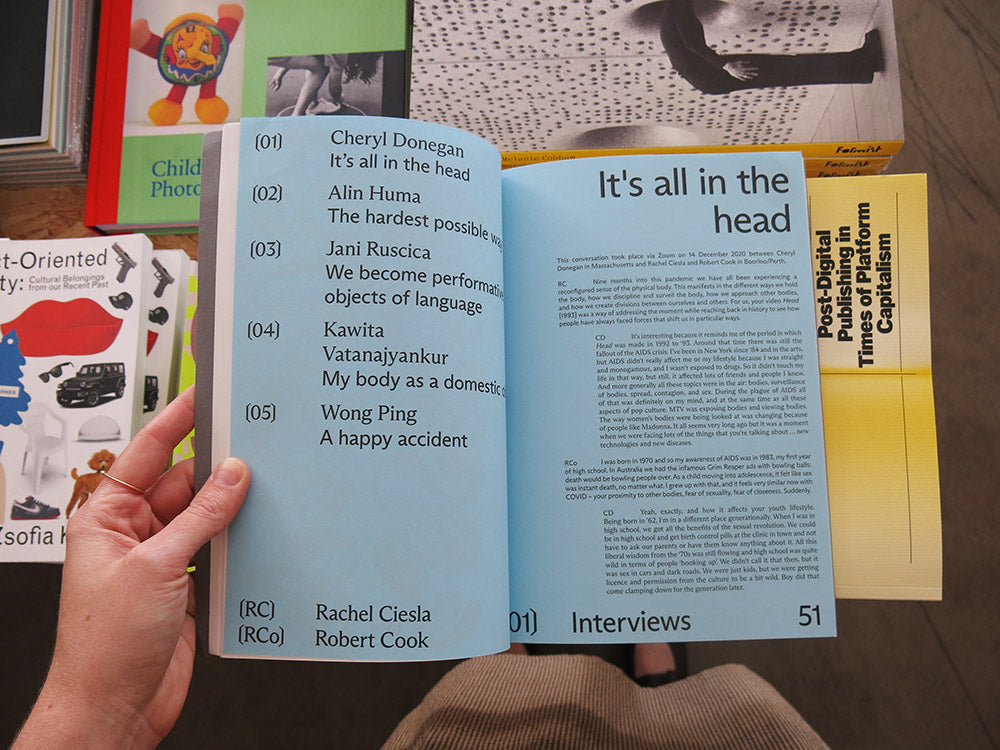 Child
Photo
Melanie Cobham
Formist
Formist
ct-Oriented
ty: Cultural Belongings
from our Recent Past
Zsofia K
(01) Cheryl Donegan
It's all in the head
(02) Alin Huma
The hardest possible way
(03) Jani Ruscica
We become performative
objects of language
(04) Kawita
Vatanajyankur
My body as a domestic
(05) Wong Ping
A happy accident
(RC) Rachel Ciesla
(RCo) Robert Cook
It's all in the
head
This conversation took place via Zoom on 14 December 2020 between Cheryl
Donegan in Massachusetts and Rachel Ciesla and Robert Cook in Boorloo/Perth.
RC Nine months into this pandemic we have all been experiencing a
reconfigured sense of the physical body. This manifests in the different ways we hold
the body, how we discipline and surveil the body, how we approach other bodies,
and how we create divisions between ourselves and others. For us, your video Head
[1993] was a way of addressing the moment while reaching back in history to see how
people have always faced forces that shift us in particular ways.
CD It's interesting because it reminds me of the period in which
Head was made in 1992 to '93. Around that time there was still the
fallout of the AIDS crisis. I've been in New York since '84 and in the arts,
but AIDS didn't really affect me or my lifestyle because I was straight
and monogamous, and I wasn't exposed to drugs. So it didn't touch my
life in that way, but still, it affected lots of friends and people I knew.
And more generally all these topics were in the air: bodies, surveillance
of bodies, spread, contagion, and sex. During the plague of AIDS all
of that was definitely on my mind, and at the same time as all these
aspects of pop culture. MTV was exposing bodies and viewing bodies.
The way women's bodies were being looked at was changing because
of people like Madonna. It all seems very long ago but it was a moment
when we were facing lots of the things that you're talking about ... new
technologies and new diseases.
RCo I was born in 1970 and so my awareness of AIDS was in 1983, my first year
of high school. In Australia we had the infamous Grim Reaper ads with bowling balls:
death would be bowling people over. As a child moving into adolescence, it felt like sex
was instant death, no matter what. I grew up with that, and it feels very similar now with
COVID – your proximity to other bodies, fear of sexuality, fear of closeness. Suddenly.
CD Yeah, exactly, and how it affects your youth lifestyle.
Being born in '62, I'm in a different place generationally. When I was in
high school, we got all the benefits of the sexual revolution. We could
be in high school and get birth control pills at the clinic in town and not
have to ask our parents or have them know anything about it. All this
liberal wisdom from the '70s was still flowing and high school was quite
wild in terms of people 'hooking up'. We didn't call it that then, but it
was sex in cars and dark roads. We were just kids, but we were getting
licence and permission from the culture to be a bit wild. Boy did that
come clamping down for the generation later.
01) Interviews 51
Post-Digital
Publishing in
Times of Platform
Capitalism